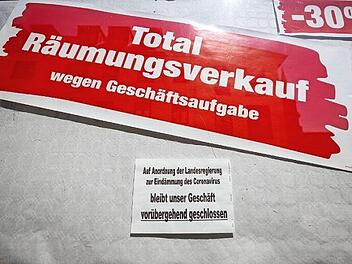 -30%
Total
Räumungsverkauf
wegen Geschäftsaufgabe
Auf Anordnung der Landesregierung
zur Eindämmung des Coronavirus
bleibt unser Geschäft
vorübergehend geschlossen